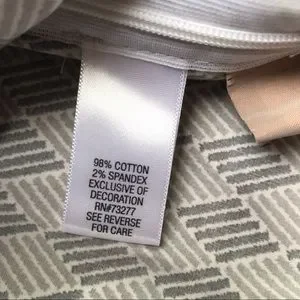 98% COTTON
2% SPANDEX
EXCLUSIVE OF
DECORATION
RN#73277
SEE REVERSE
FOR CARE